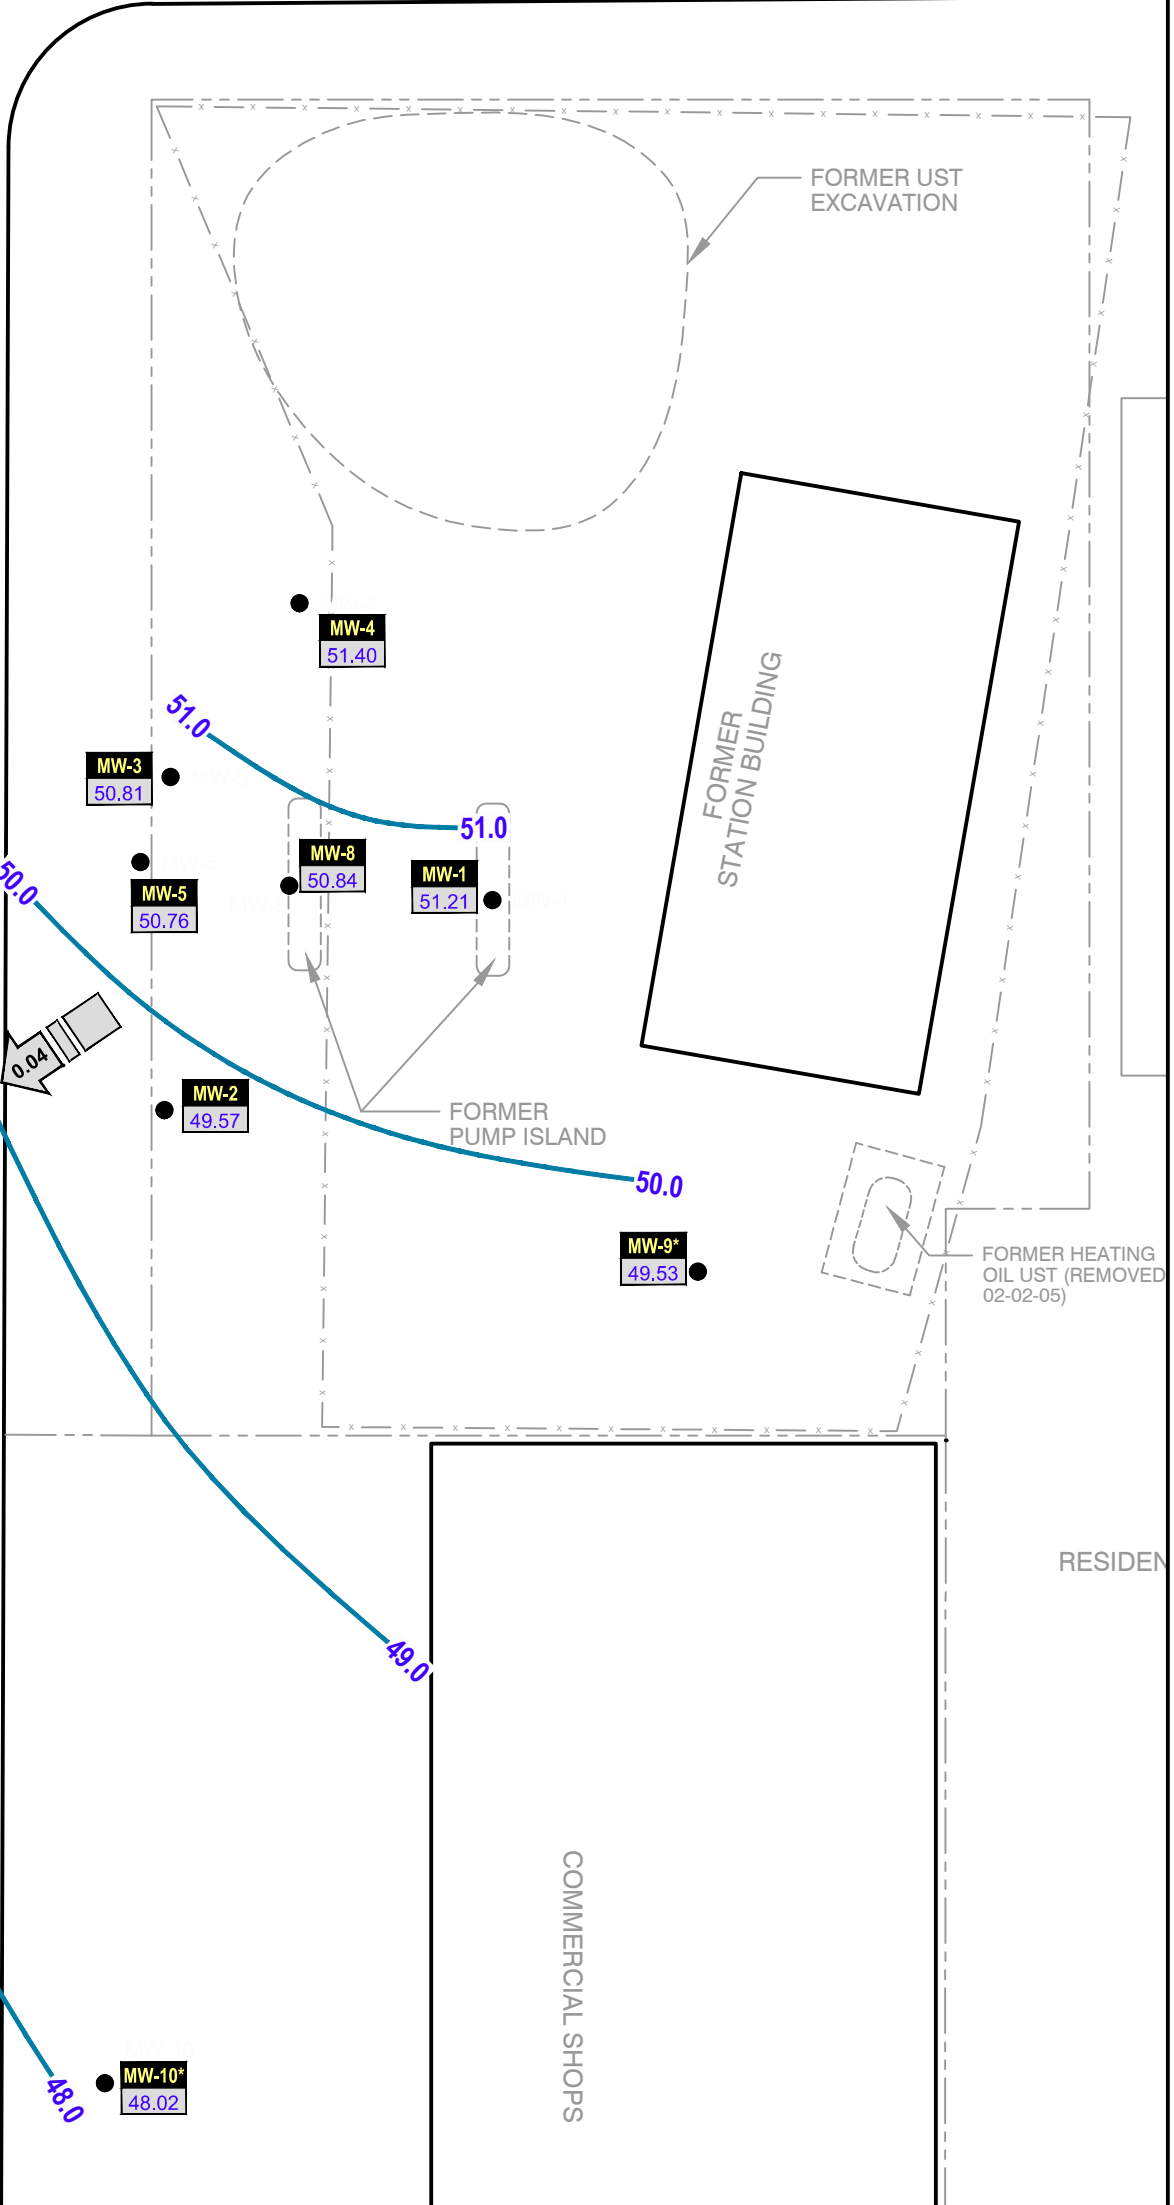 FORMER UST
EXCAVATION
MW-4
51.40
51.0
MW-3
50.81
51.0
MW-8
50.84
MW-1
51.21
50.0
MW-5
50.76
FORMER
STATION BUILDING
0.04
MW-2
49.57
FORMER
PUMP ISLAND
50.0
MW-9*
49.53
FORMER HEATING
OIL UST (REMOVED
02-02-05)
RESIDEN
49.0
COMMERCIAL SHOPS
MW-10*
48.02
48.0